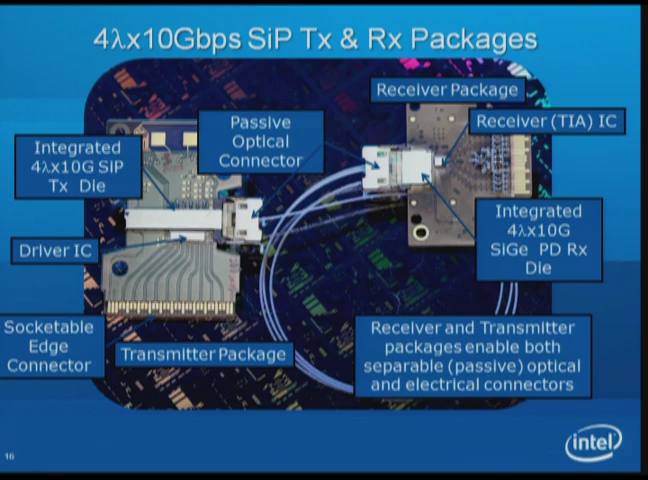 4λx10Gbps SiP Tx & Rx Packages
Receiver Package
Passive
Optical
Connector
Receiver (TIA) IC
Integrated
4λx10G SiP
Tx Die
Integrated
4λx10G
SiGe PD Rx
Die
Driver IC
Socketable
Edge
Connector
Transmitter Package
Receiver and Transmitter
packages enable both
separable (passive) optical
and electrical connectors
16
intel